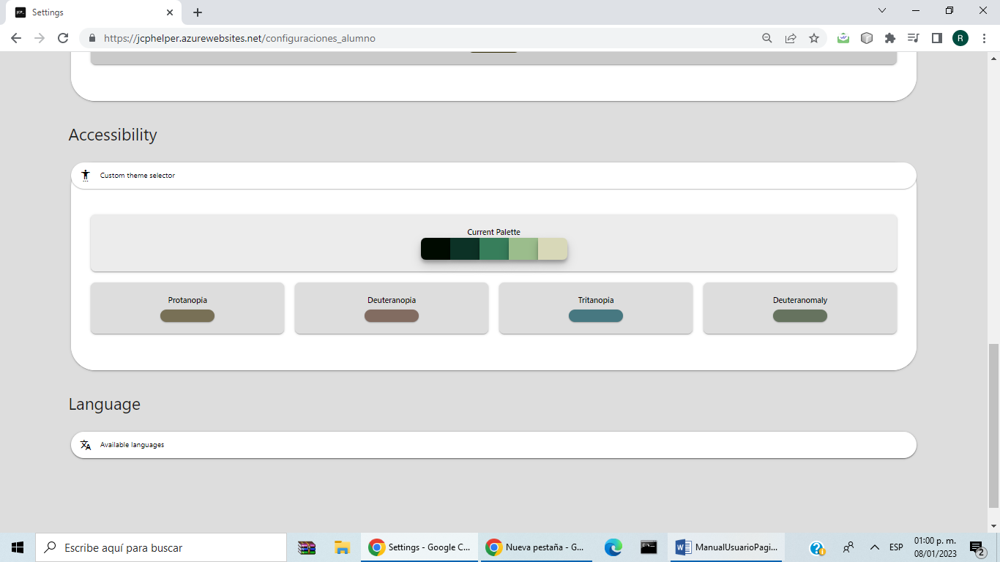 JCP_
Settings
https://jcphelper.azurewebsites.net/configuraciones_alumno
R
Accessibility
Custom theme selector
Current Palette
Protanopia
Deuteranopia
Tritanopia
Deuteranomaly
Language
Available languages
Escribe aquí para buscar
Settings - Google C...
Nueva pestaña - G...
ManualUsuarioPagi...
ESP
01:00 p. m.
08/01/2023
2